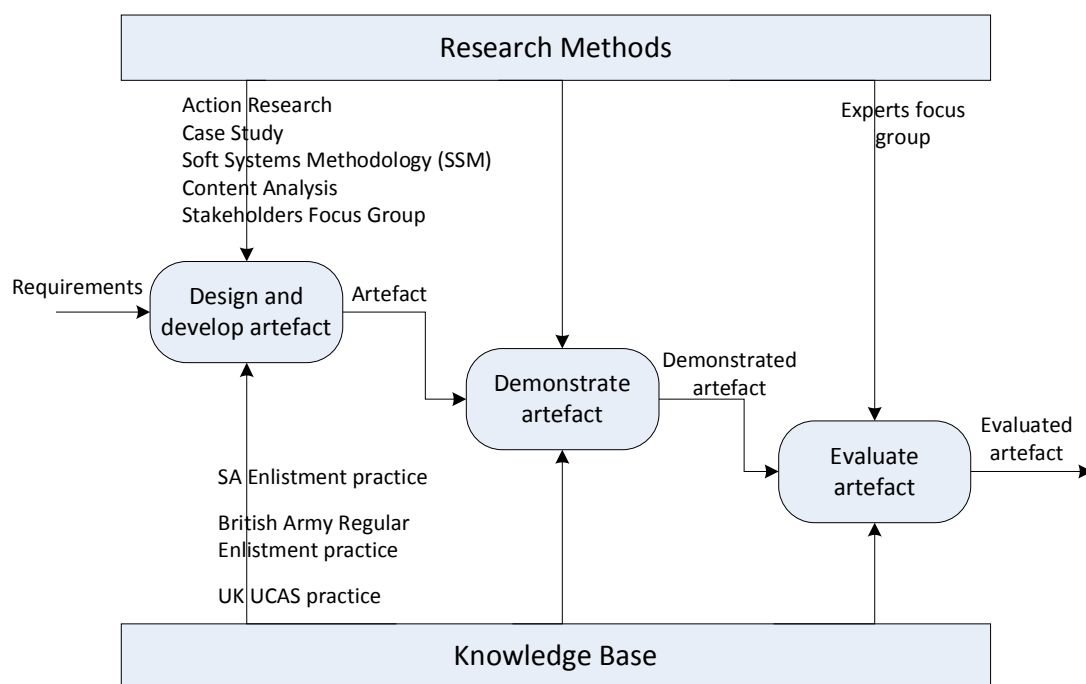 Research Methods
Action Research
Case Study
Soft Systems Methodology (SSM)
Content Analysis
Stakeholders Focus Group
Experts focus
group
Requirements
Design and
develop artefact
Artefact
Demonstrate
artefact
Demonstrated
artefact
Evaluate
artefact
Evaluated
artefact
SA Enlistment practice
British Army Regular
Enlistment practice
UK UCAS practice
Knowledge Base